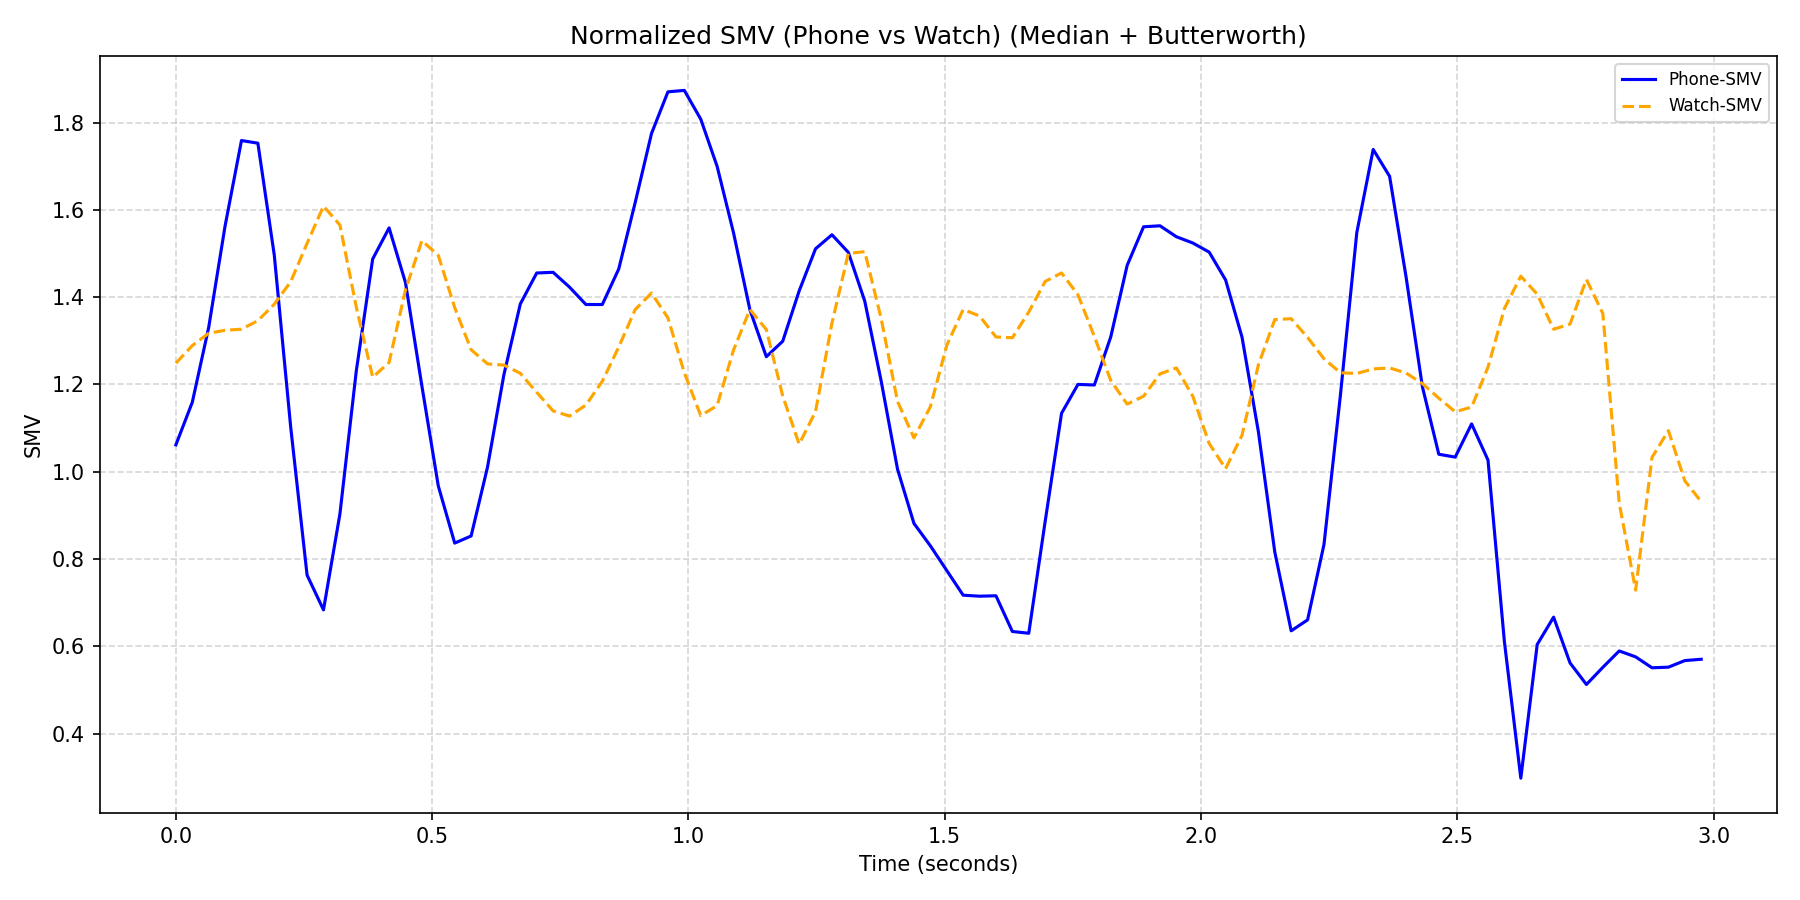 Normalized SMV (Phone vs Watch) (Median + Butterworth)
Phone-SMV
Watch-SMV
SMV
1.8
1.6
1.4
1.2
1.0
0.8
0.6
0.4
0.0 0.5 1.0 1.5 2.0 2.5 3.0
Time (seconds)